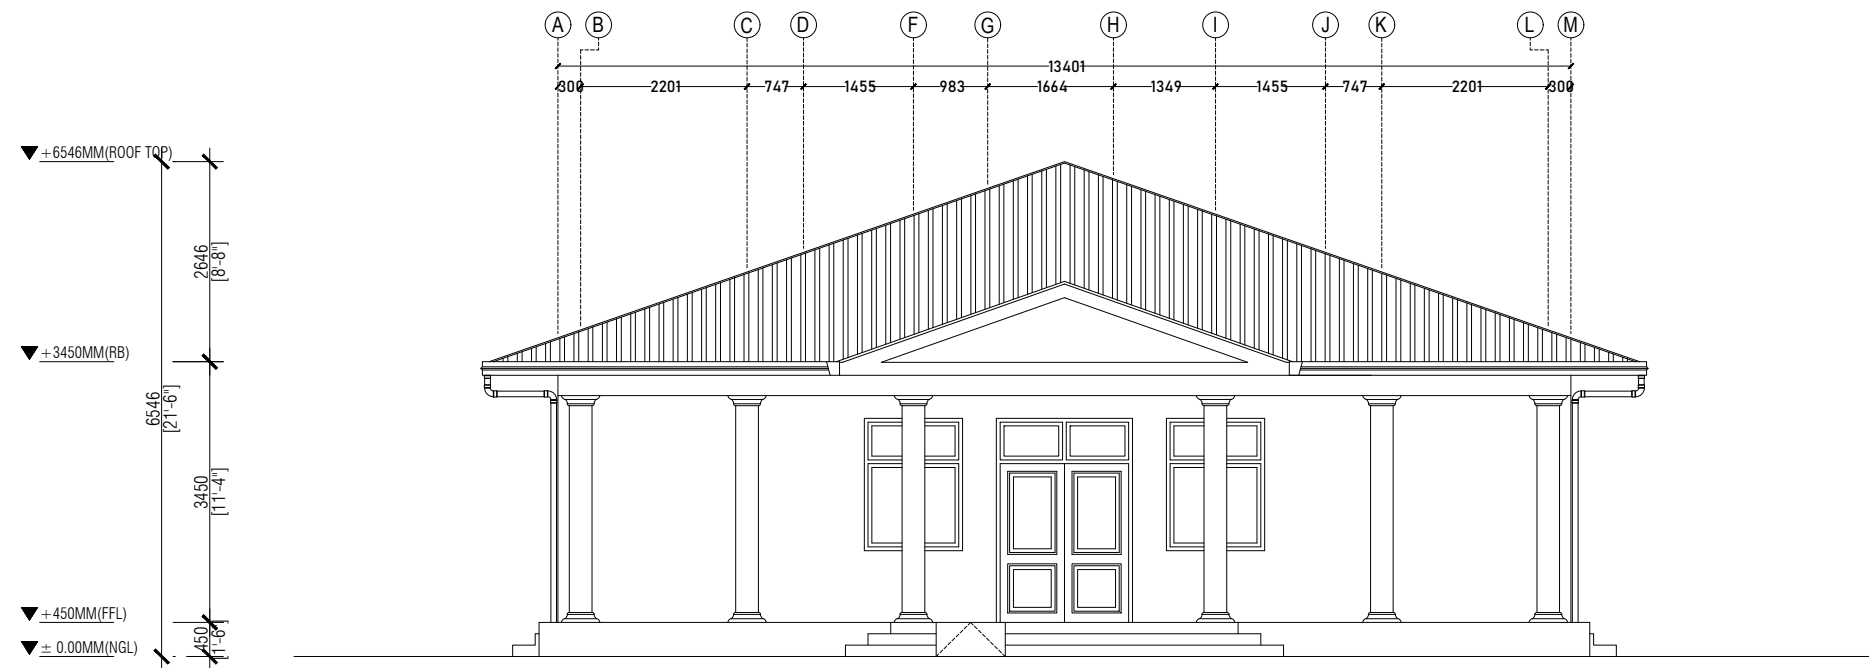 A B C D F G H I J K L M
13401
300 2201 747 1455 983 1664 1349 1455 747 2201 300
+6546MM(ROOF TOP)
2646
[8'-8"]
+3450MM(RB)
6546
[21'-6"]
3450
[11'-4"]
+450MM(FFL)
450
[1'-6"]
± 0.00MM(NGL)